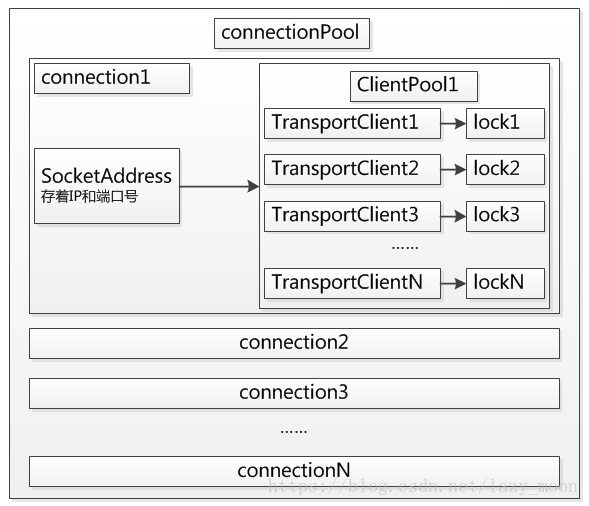 connectionPool
connection1
ClientPool1
TransportClient1
lock1
SocketAddress
存着IP和端口号
TransportClient2
lock2
TransportClient3
lock3
......
TransportClientN
lockN
connection2
connection3
......
connectionN
https://blog.csdn.net/lazy_moon